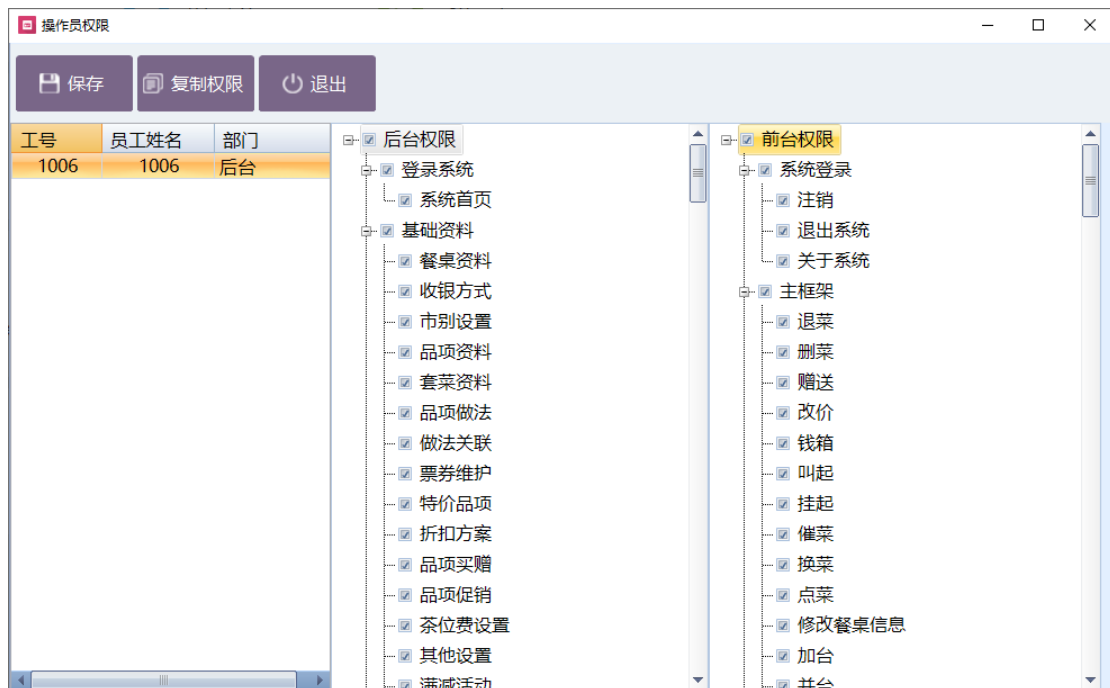 操作员权限
保存
复制权限
退出
工号 员工姓名 部门
1006 1006 后台
后台权限
登录系统
系统首页
基础资料
餐桌资料
收银方式
市别设置
品项资料
套菜资料
品项做法
做法关联
票券维护
特价品项
折扣方案
品项买赠
品项促销
茶位费设置
其他设置
满减活动
前台权限
系统登录
注销
退出系统
关于系统
主框架
退菜
删菜
赠送
改价
钱箱
叫起
挂起
催菜
换菜
点菜
修改餐桌信息
加台
并台